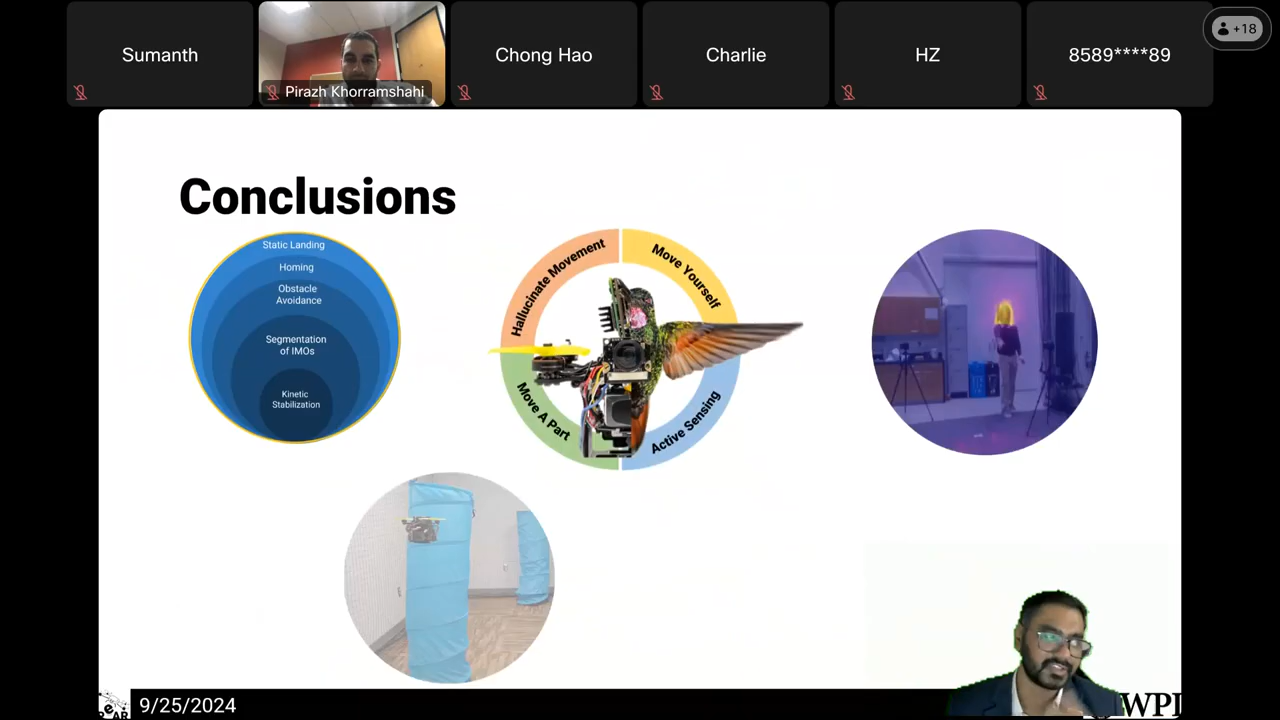 Sumanth
Pirazh Khorramshahi
Chong Hao
Charlie
HZ
8589****89
+18
Conclusions
Static Landing
Homing
Obstacle
Avoidance
Segmentation
of IMOs
Kinetic
Stabilization
Hallucinate Movement
Move Yourself
Move A Part
Active Sensing
9/25/2024
WPI